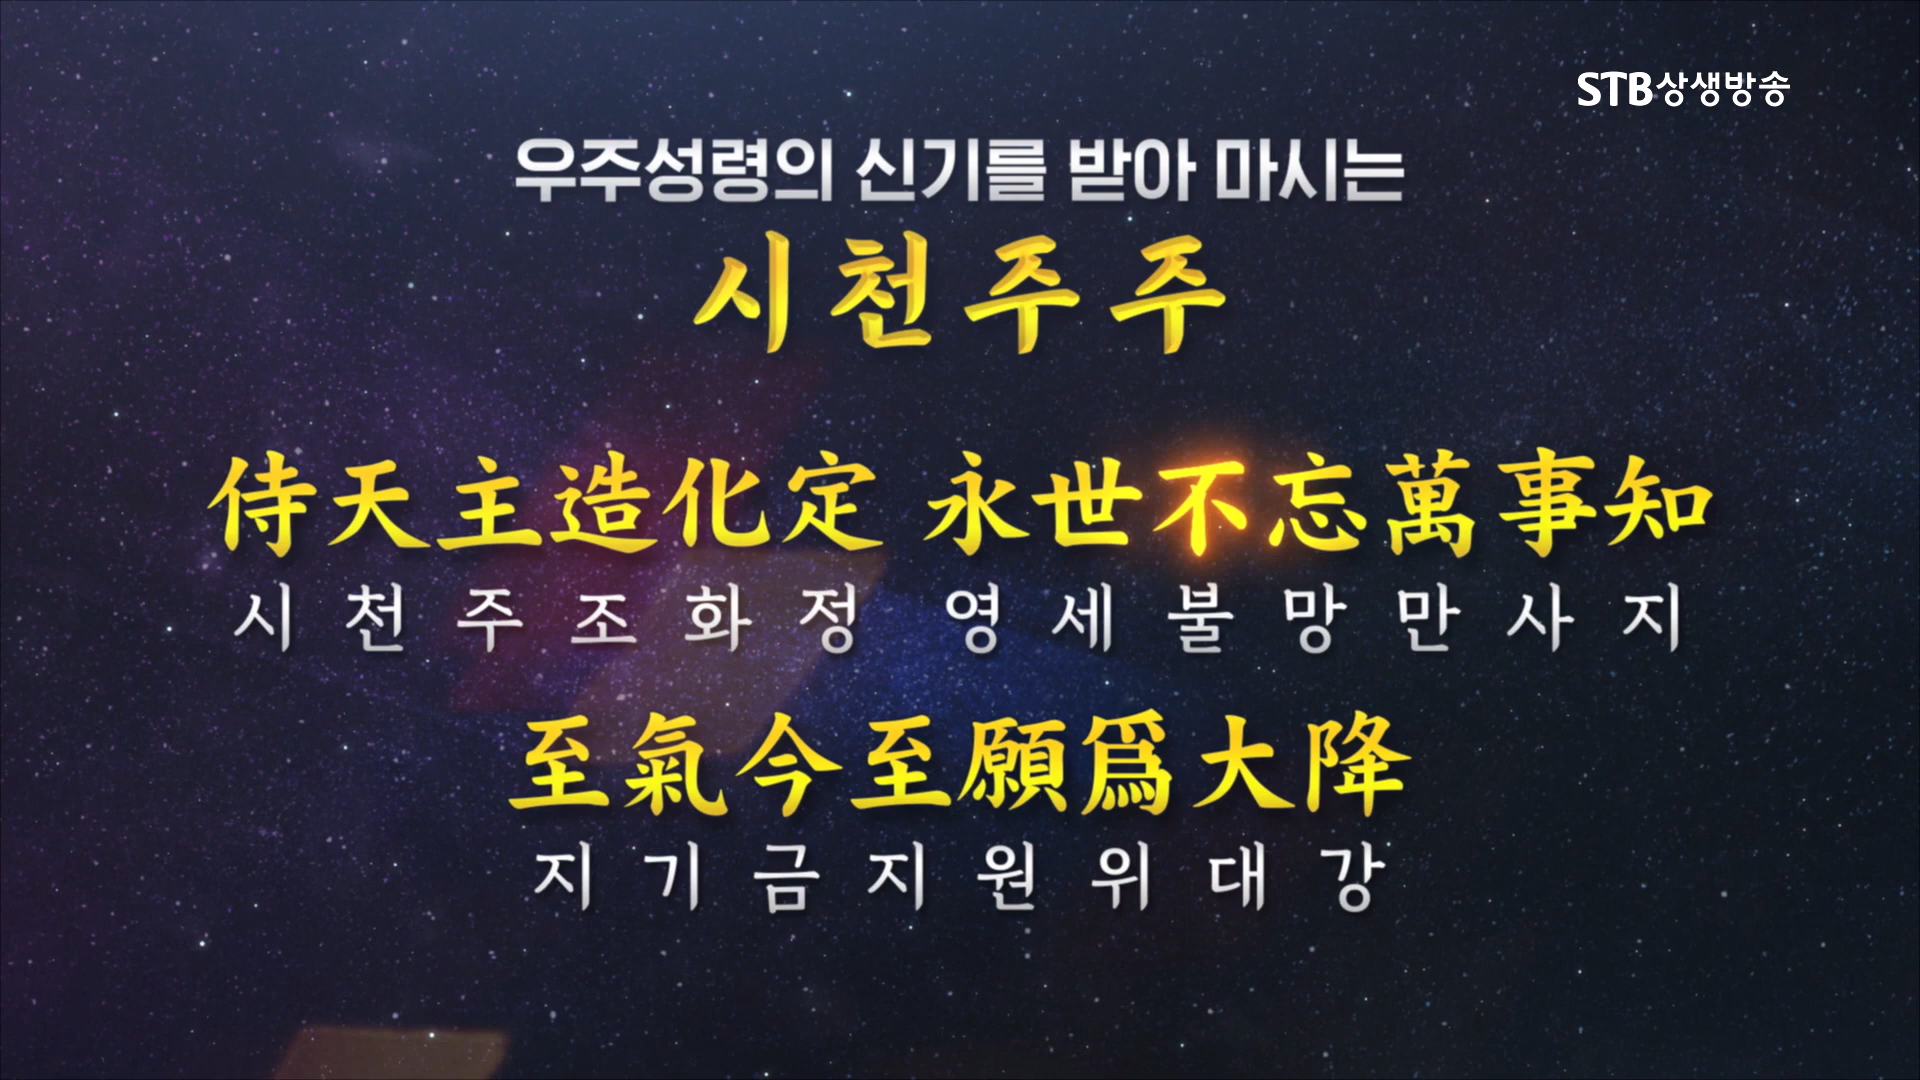 STB상생방송
우주성령의 신기를 받아 마시는
시천주주
侍天主造化定 永世不忘萬事知
시천주조화정 영세불망만사지
至氣今至願爲大降
지기금지원위대강